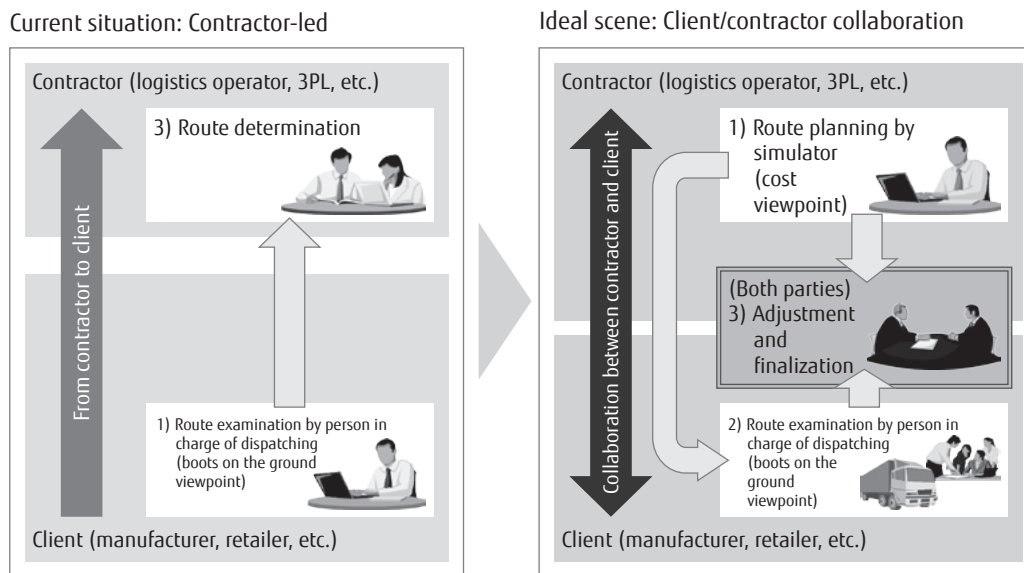 Current situation: Contractor-led
Contractor (logistics operator, 3PL, etc.)
3) Route determination
From contractor to client
1) Route examination by person in
charge of dispatching
(boots on the ground
viewpoint)
Client (manufacturer, retailer, etc.)
Ideal scene: Client/contractor collaboration
Contractor (logistics operator, 3PL, etc.)
1) Route planning by
simulator
(cost
viewpoint)
Collaboration between contractor and client
(Both parties)
3) Adjustment
and
finalization
2) Route examination by person in
charge of dispatching
(boots on the
ground
viewpoint)
Client (manufacturer, retailer, etc.)